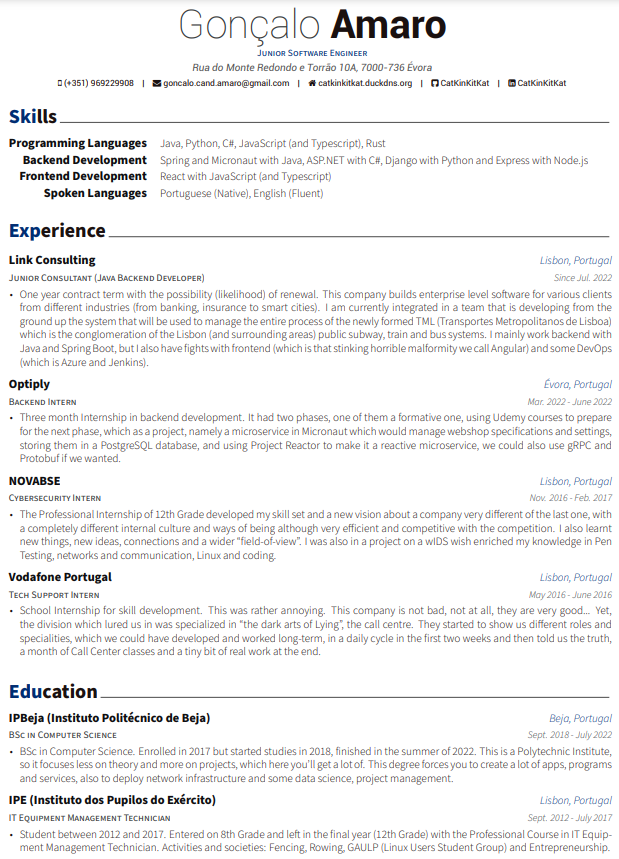 Gonçalo Amaro
Junior Software Engineer
Rua do Monte Redondo e Torrão 10A, 7000-736 Évora
(+351) 969229908 | goncalo.cand.amaro@gmail.com | catkinkitkat.duckdns.org | CatKinKitKat | CatKinKitKat
Skills
Programming Languages Java, Python, C#, JavaScript (and Typescript), Rust
Backend Development Spring and Micronaut with Java, ASP.NET with C#, Django with Python and Express with Node.js
Frontend Development React with JavaScript (and Typescript)
Spoken Languages Portuguese (Native), English (Fluent)
Experience
Link Consulting Lisbon, Portugal
Junior Consultant (Java Backend Developer) Since Jul. 2022
• One year contract term with the possibility (likelihood) of renewal. This company builds enterprise level software for various clients
from different industries (from banking, insurance to smart cities). I am currently integrated in a team that is developing from the
ground up the system that will be used to manage the entire process of the newly formed TML (Transportes Metropolitanos de Lisboa)
which is the conglomeration of the Lisbon (and surrounding areas) public subway, train and bus systems. I mainly work backend with
Java and Spring Boot, but I also have fights with frontend (which is that stinking horrible malformity we call Angular) and some DevOps
(which is Azure and Jenkins).
Optiply Évora, Portugal
Backend Intern Mar. 2022 - June 2022
• Three month Internship in backend development. It had two phases, one of them a formative one, using Udemy courses to prepare
for the next phase, which as a project, namely a microservice in Micronaut which would manage webshop specifications and settings,
storing them in a PostgreSQL database, and using Project Reactor to make it a reactive microservice, we could also use gRPC and
Protobuf if we wanted.
NOVABSE Lisbon, Portugal
Cybersecurity Intern Nov. 2016 - Feb. 2017
• The Professional Internship of 12th Grade developed my skill set and a new vision about a company very different of the last one, with
a completely different internal culture and ways of being although very efficient and competitive with the competition. I also learnt
new things, new ideas, connections and a wider "field-of-view". I was also in a project on a wIDS wish enriched my knowledge in Pen
Testing, networks and communication, Linux and coding.
Vodafone Portugal Lisbon, Portugal
Tech Support Intern May 2016 - June 2016
• School Internship for skill development. This was rather annoying. This company is not bad, not at all, they are very good... Yet,
the division which lured us in was specialized in "the dark arts of Lying", the call centre. They started to show us different roles and
specialities, which we could have developed and worked long-term, in a daily cycle in the first two weeks and then told us the truth,
a month of Call Center classes and a tiny bit of real work at the end.
Education
IPBeja (Instituto Politécnico de Beja) Beja, Portugal
BSc in Computer Science Sept. 2018 - July 2022
• BSc in Computer Science. Enrolled in 2017 but started studies in 2018, finished in the summer of 2022. This is a Polytechnic Institute,
so it focuses less on theory and more on projects, which here you'll get a lot of. This degree forces you to create a lot of apps, programs
and services, also to deploy network infrastructure and some data science, project management.
IPE (Instituto dos Pupilos do Exército) Lisbon, Portugal
IT Equipment Management Technician Sept. 2012 - July 2017
• Student between 2012 and 2017. Entered on 8th Grade and left in the final year (12th Grade) with the Professional Course in IT Equip-
ment Management Technician. Activities and societies: Fencing, Rowing, GAULP (Linux Users Student Group) and Entrepreneurship.